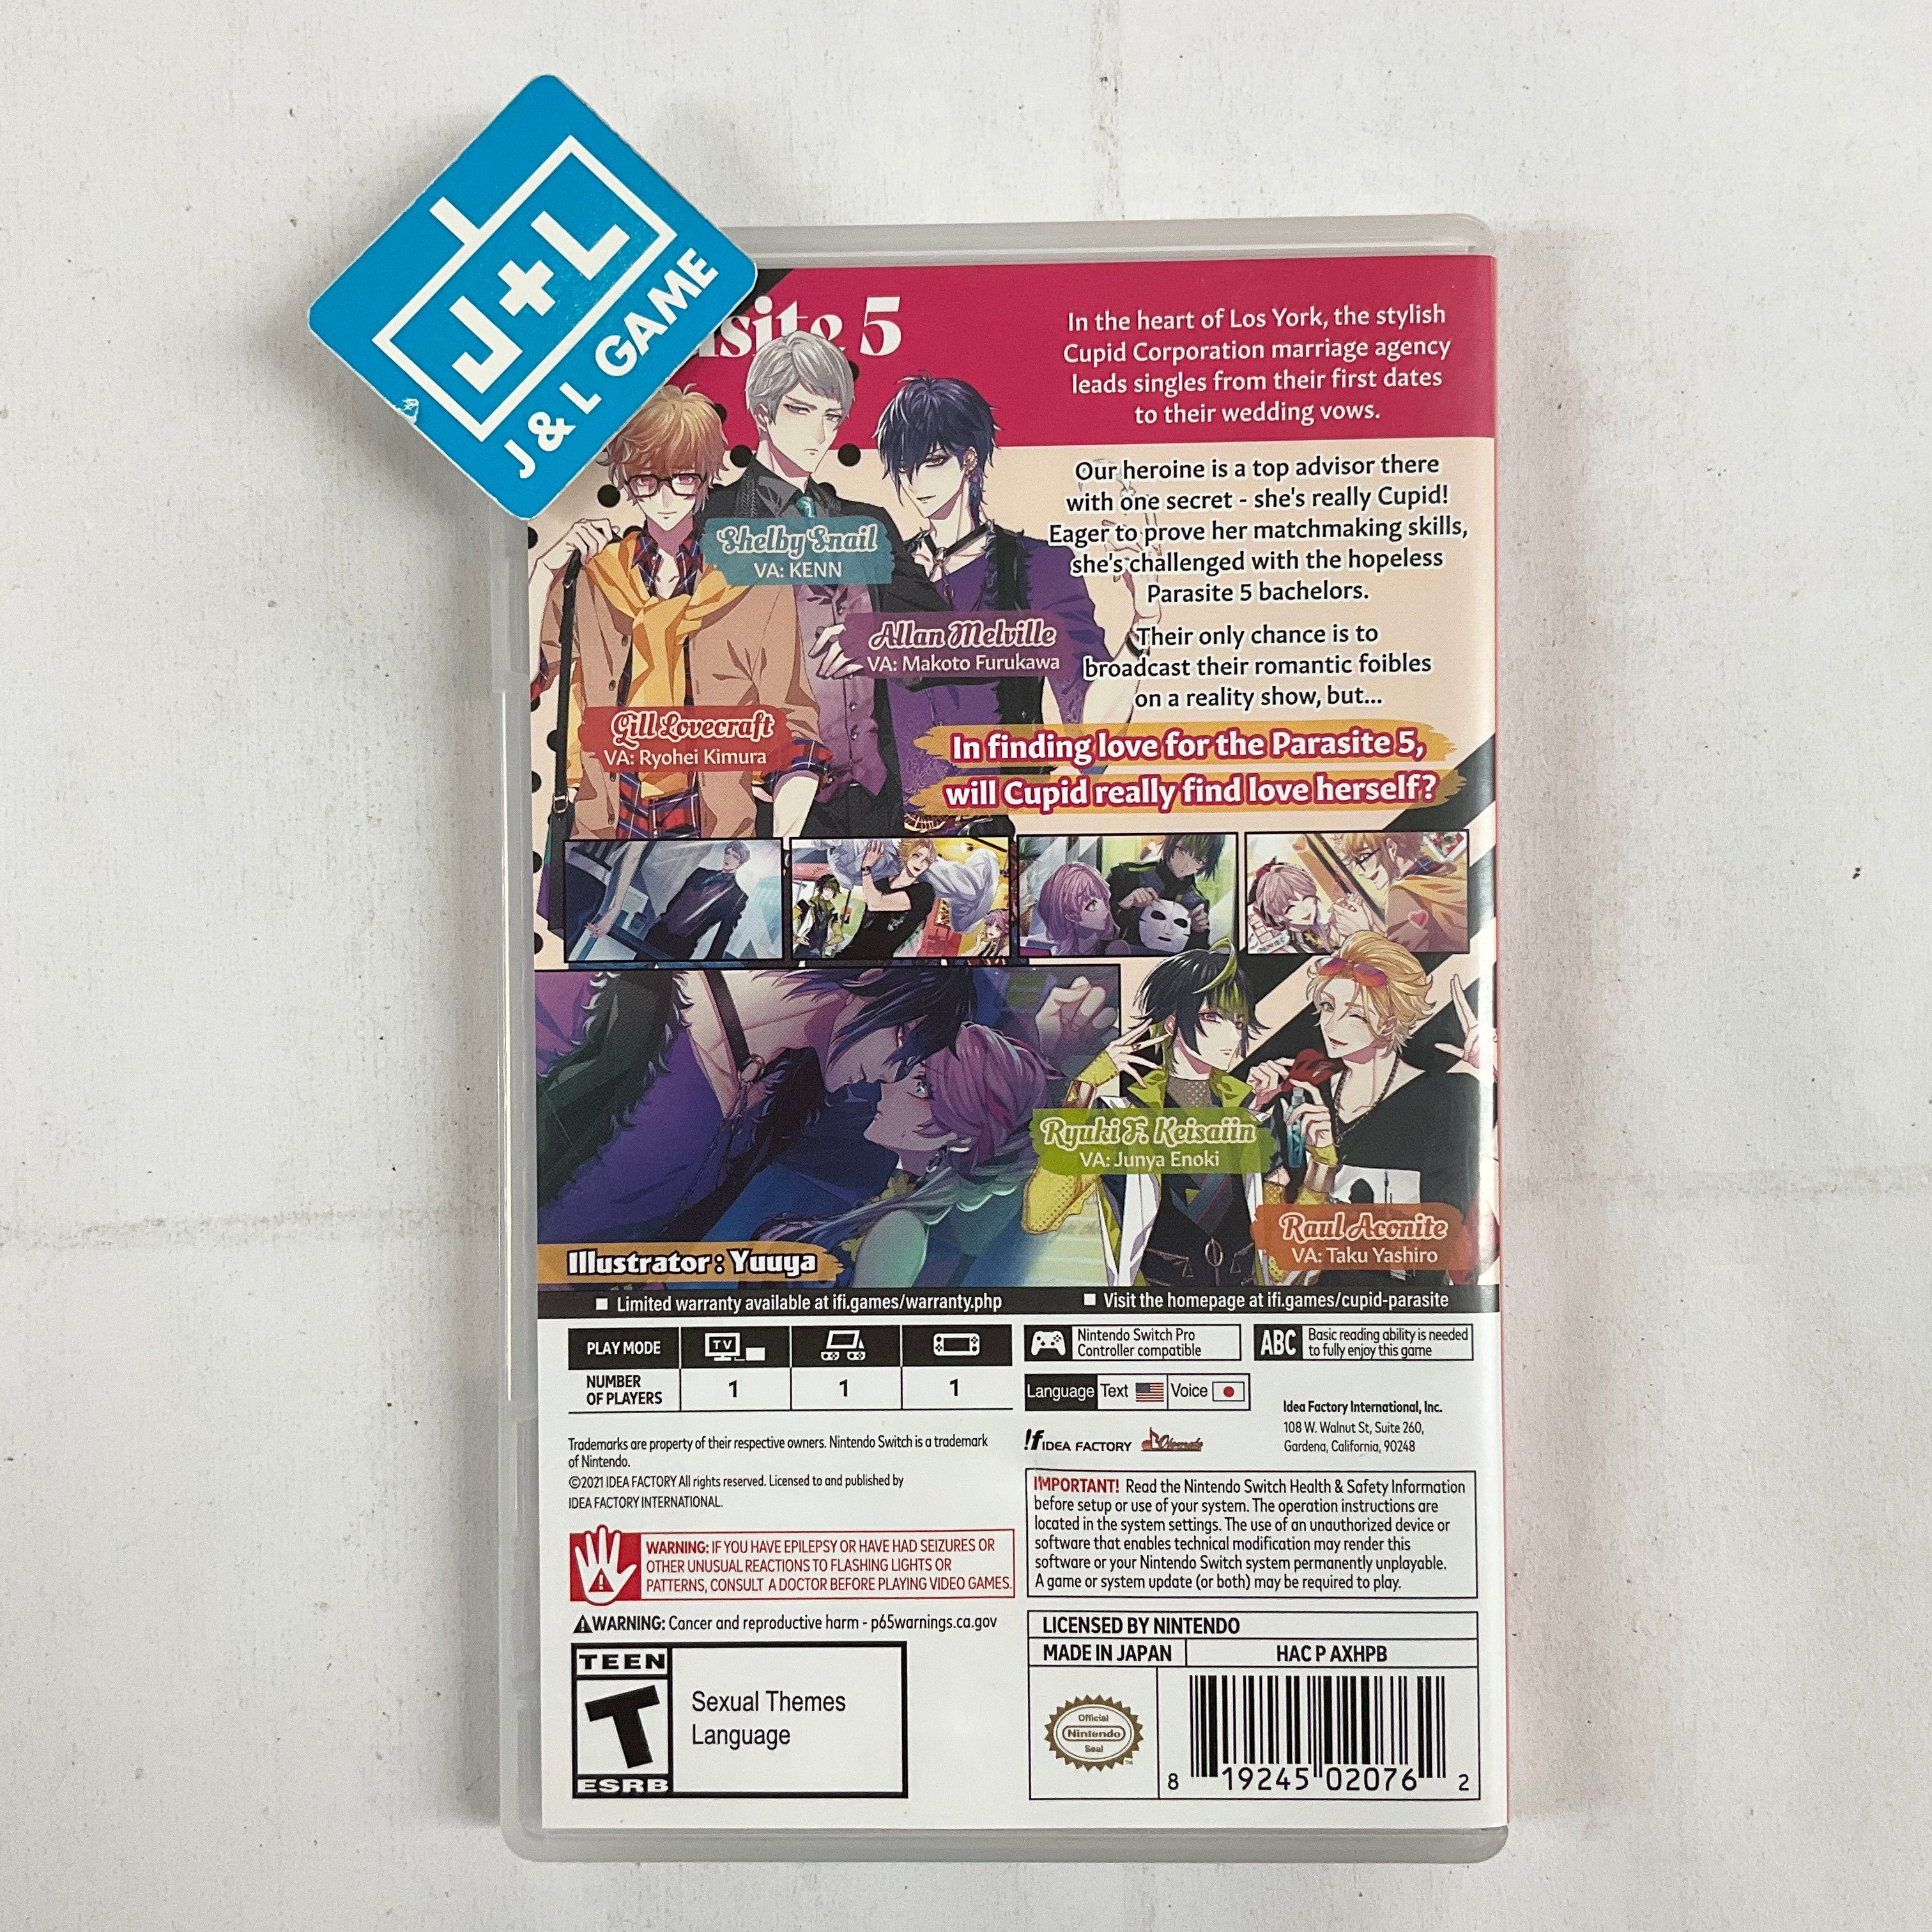 J+L
J & L GAME
site 5
In the heart of Los York, the stylish
Cupid Corporation marriage agency
leads singles from their first dates
to their wedding vows.
Our heroine is a top advisor there
with one secret - she's really Cupid!
Eager to prove her matchmaking skills,
she's challenged with the hopeless
Parasite 5 bachelors.
Their only chance is to
broadcast their romantic foibles
on a reality show, but...
In finding love for the Parasite 5,
will Cupid really find love herself?
Shelby Snail
VA: KENN
Allan Melville
VA: Makoto Furukawa
Gill Lovecraft
VA: Ryohei Kimura
Ryuki F. Keisaiin
VA: Junya Enoki
Raul Aconite
VA: Taku Yashiro
Illustrator : Yuuya
■ Limited warranty available at ifi.games/warranty.php
■ Visit the homepage at ifi.games/cupid-parasite
PLAY MODE
TV
NUMBER
OF PLAYERS
1 1 1
Nintendo Switch Pro
Controller compatible
ABC
Basic reading ability is needed
to fully enjoy this game
Language Text Voice
Idea Factory International, Inc.
108 W. Walnut St, Suite 260,
Gardena, California, 90248
!f IDEA FACTORY
Otomate
Trademarks are property of their respective owners. Nintendo Switch is a trademark
of Nintendo.
©2021 IDEA FACTORY All rights reserved. Licensed to and published by
IDEA FACTORY INTERNATIONAL.
WARNING: IF YOU HAVE EPILEPSY OR HAVE HAD SEIZURES OR
OTHER UNUSUAL REACTIONS TO FLASHING LIGHTS OR
PATTERNS, CONSULT A DOCTOR BEFORE PLAYING VIDEO GAMES.
WARNING: Cancer and reproductive harm - p65warnings.ca.gov
IMPORTANT! Read the Nintendo Switch Health & Safety Information
before setup or use of your system. The operation instructions are
located in the system settings. The use of an unauthorized device or
software that enables technical modification may render this
software or your Nintendo Switch system permanently unplayable.
A game or system update (or both) may be required to play.
TEEN
T
ESRB
Sexual Themes
Language
LICENSED BY NINTENDO
MADE IN JAPAN
HAC P AXHPB
Official
Nintendo
Seal
TM
8 19245 02076 2